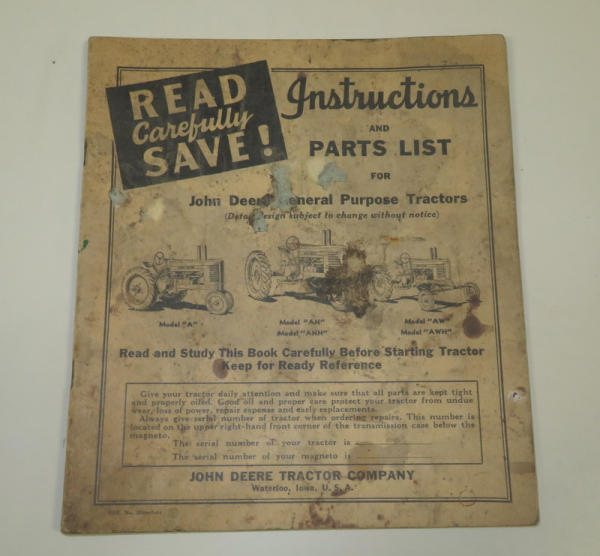 READ
Carefully
SAVE!
Instructions
AND
PARTS LIST
FOR
John Deere General Purpose Tractors
(Detail design subject to change without notice)
Model "A"
Model "AN"
Model "ANH"
Model "AW"
Model "AWH"
Read and Study This Book Carefully Before Starting Tractor
Keep for Ready Reference
Give your tractor daily attention and make sure that all parts are kept tight
and properly oiled. Good oil and proper care protect your tractor from undue
wear, loss of power, repair expense and early replacements.
Always give serial number of tractor when ordering repairs. This number is
located on the upper right-hand front corner of the transmission case below the
magneto.
The serial number of your tractor is
The serial number of your magneto is
JOHN DEERE TRACTOR COMPANY
Waterloo, Iowa, U. S. A.